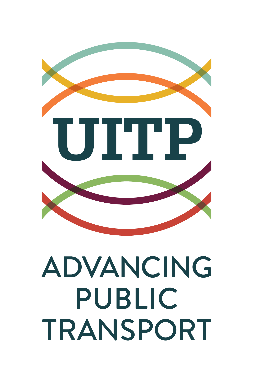 UITP
ADVANCING
PUBLIC
TRANSPORT